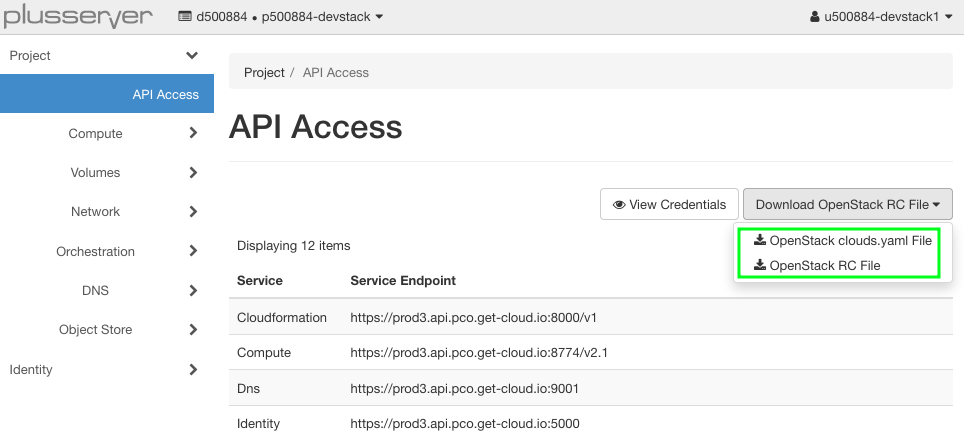 plusserver
d500884 • p500884-devstack
u500884-devstack1
Project
API Access
Compute
Volumes
Network
Orchestration
DNS
Object Store
Identity
Project / API Access
API Access
View Credentials
Download OpenStack RC File
OpenStack clouds.yaml File
OpenStack RC File
Displaying 12 items
Service Service Endpoint
Cloudformation https://prod3.api.pco.get-cloud.io:8000/v1
Compute https://prod3.api.pco.get-cloud.io:8774/v2.1
Dns https://prod3.api.pco.get-cloud.io:9001
Identity https://prod3.api.pco.get-cloud.io:5000